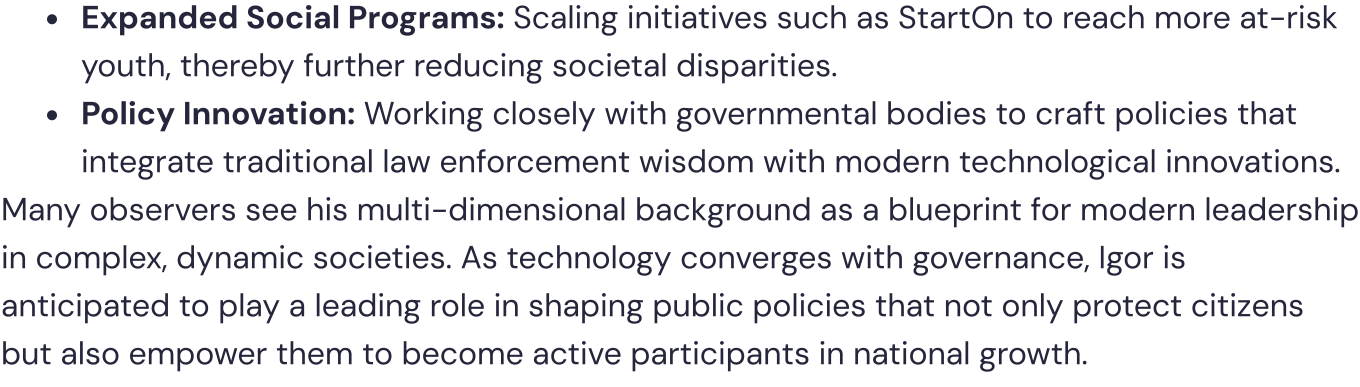 • Expanded Social Programs: Scaling initiatives such as StartOn to reach more at-risk
youth, thereby further reducing societal disparities.
• Policy Innovation: Working closely with governmental bodies to craft policies that
integrate traditional law enforcement wisdom with modern technological innovations.
Many observers see his multi-dimensional background as a blueprint for modern leadership
in complex, dynamic societies. As technology converges with governance, Igor is
anticipated to play a leading role in shaping public policies that not only protect citizens
but also empower them to become active participants in national growth.